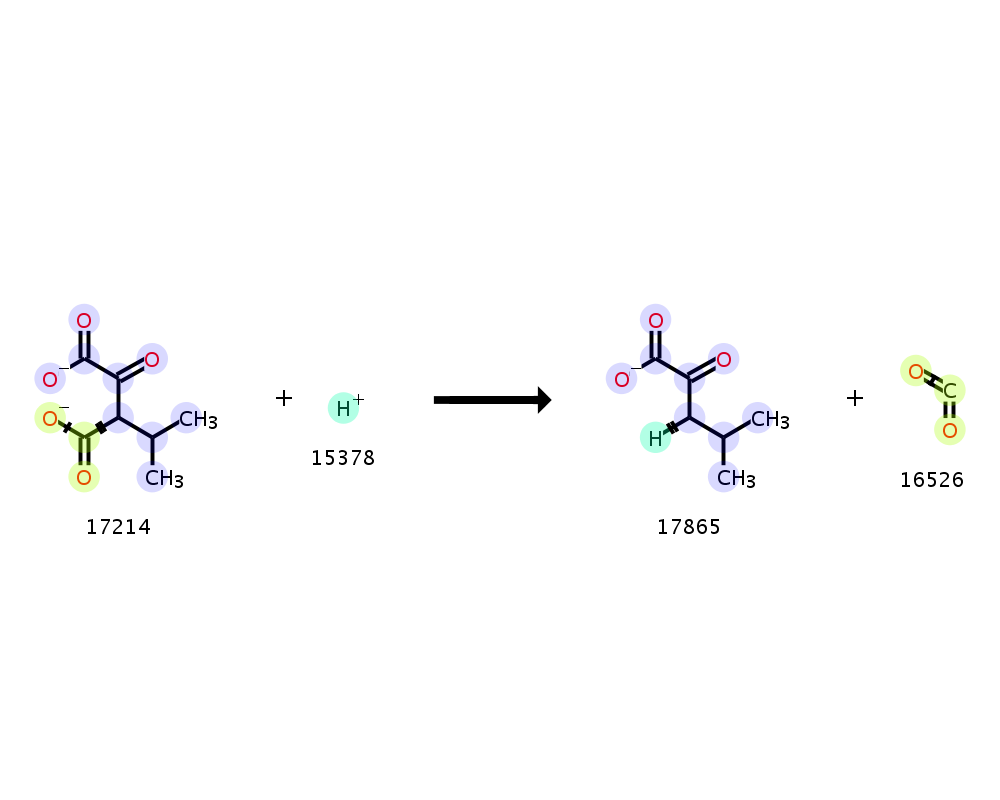 O O
O O
O − O
O − CH3
+ H+ → H CH3 + O C
O CH3 15378 CH3 O
17214 17865 16526